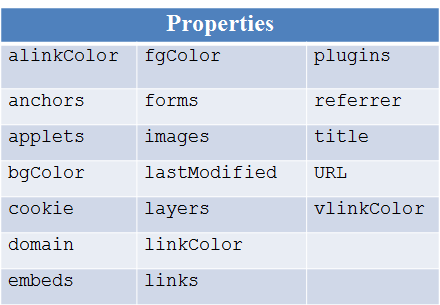 Properties
alinkColor fgColor plugins
anchors forms referrer
applets images title
bgColor lastModified URL
cookie layers vlinkColor
domain linkColor
embeds links